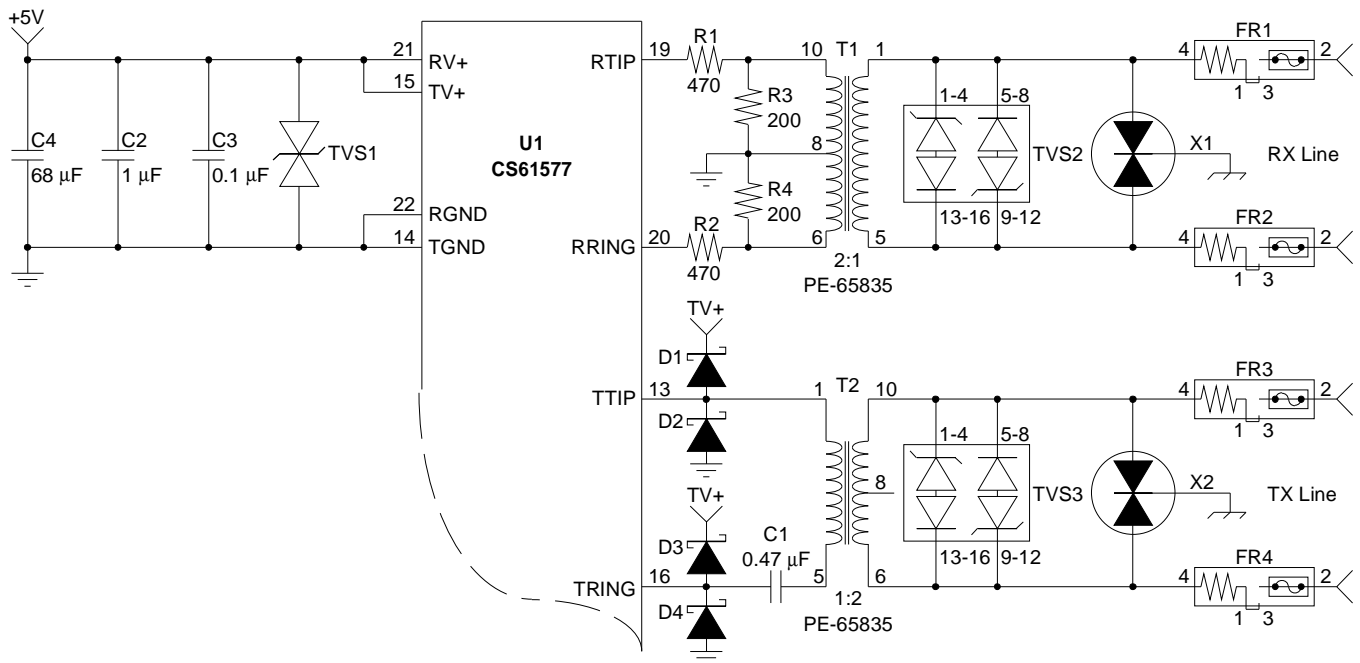 +5V
21
RV+
15
TV+
C4
68 µF
C2
1 µF
C3
0.1 µF
TVS1
22
RGND
14
TGND
U1
CS61577
RTIP
19
R1
470
R3
200
8
R4
200
RRING
20
R2
470
10
T1
1
6
5
2:1
PE-65835
1-4
5-8
TVS2
13-16
9-12
X1
RX Line
FR1
4
2
1
3
FR2
4
2
1
3
TV+
D1
TTIP
13
D2
TV+
D3
TRING
16
D4
C1
0.47 µF
1
T2
10
8
5
6
1:2
PE-65835
1-4
5-8
TVS3
13-16
9-12
X2
TX Line
FR3
4
2
1
3
FR4
4
2
1
3